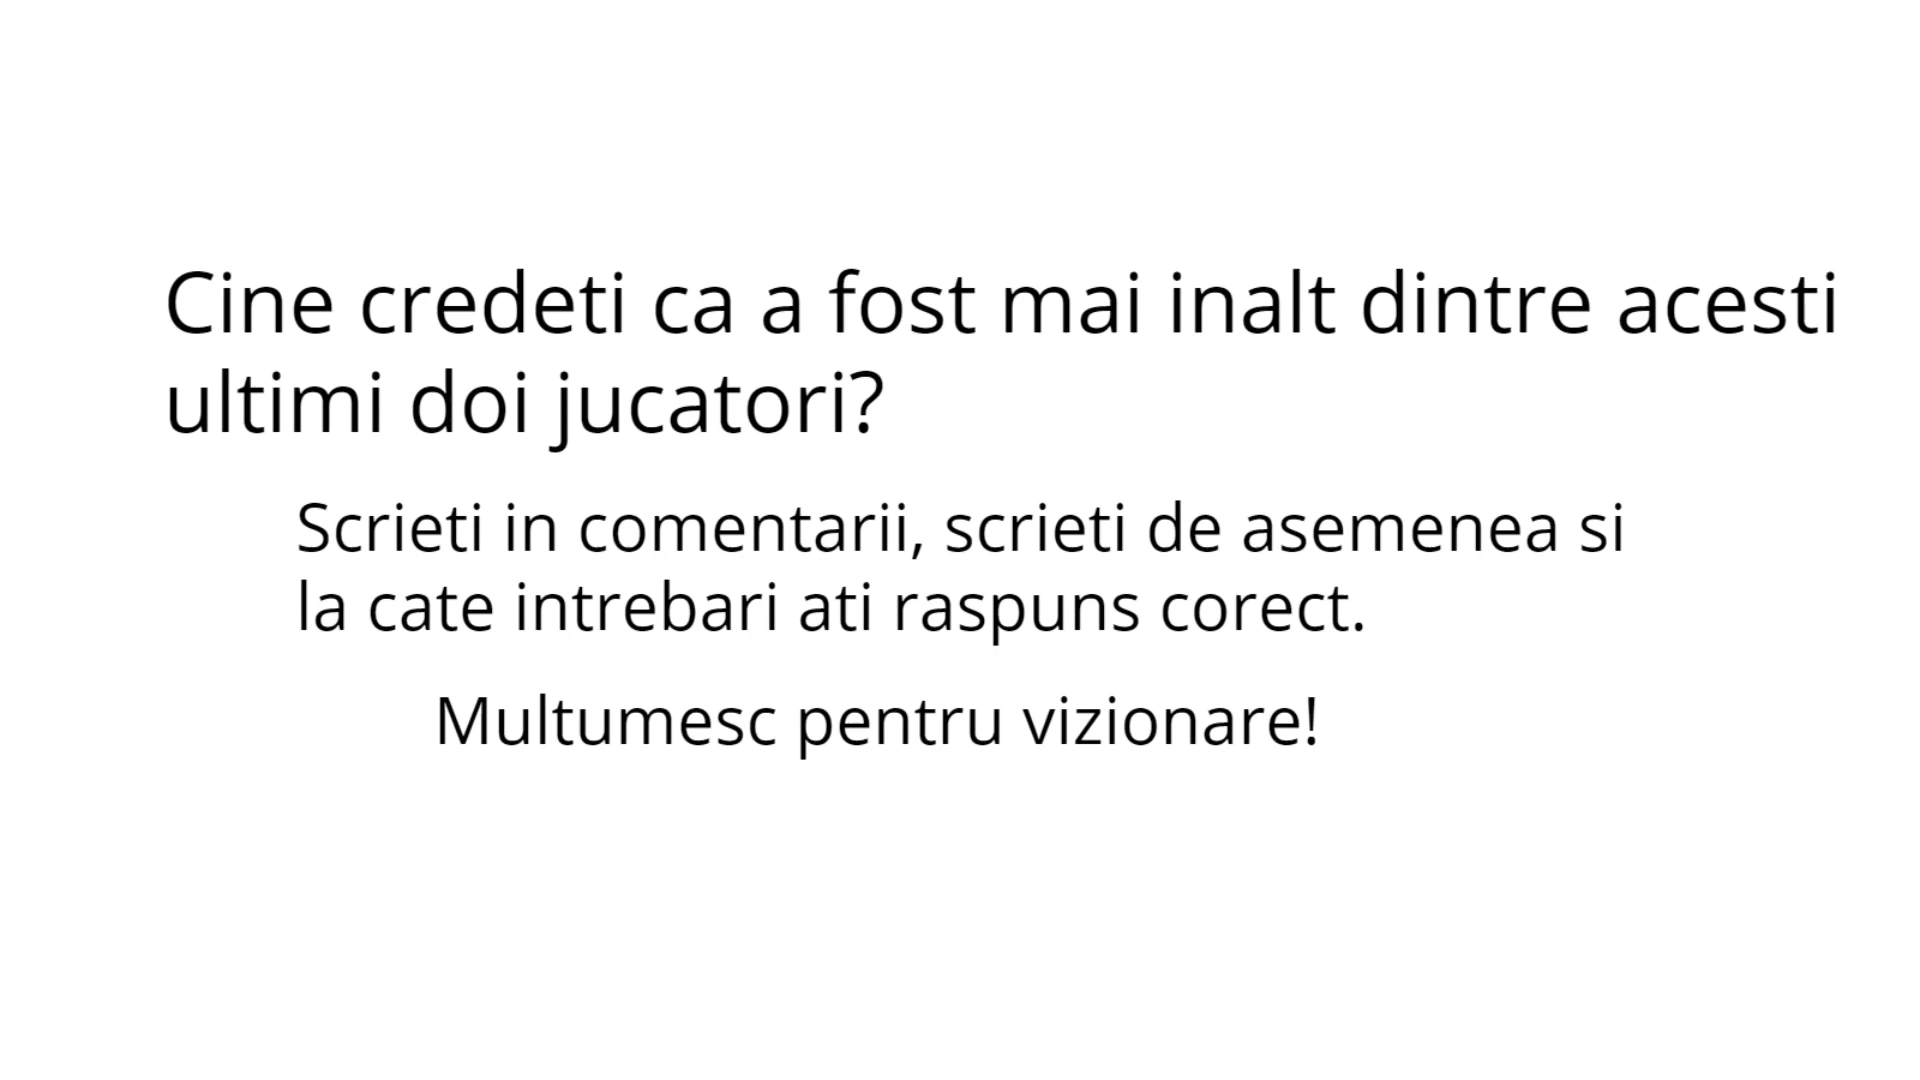 Cine credeti ca a fost mai inalt dintre acesti
ultimi doi jucatori?
Scrieti in comentarii, scrieti de asemenea si
la cate intrebari ati raspuns corect.
Multumesc pentru vizionare!